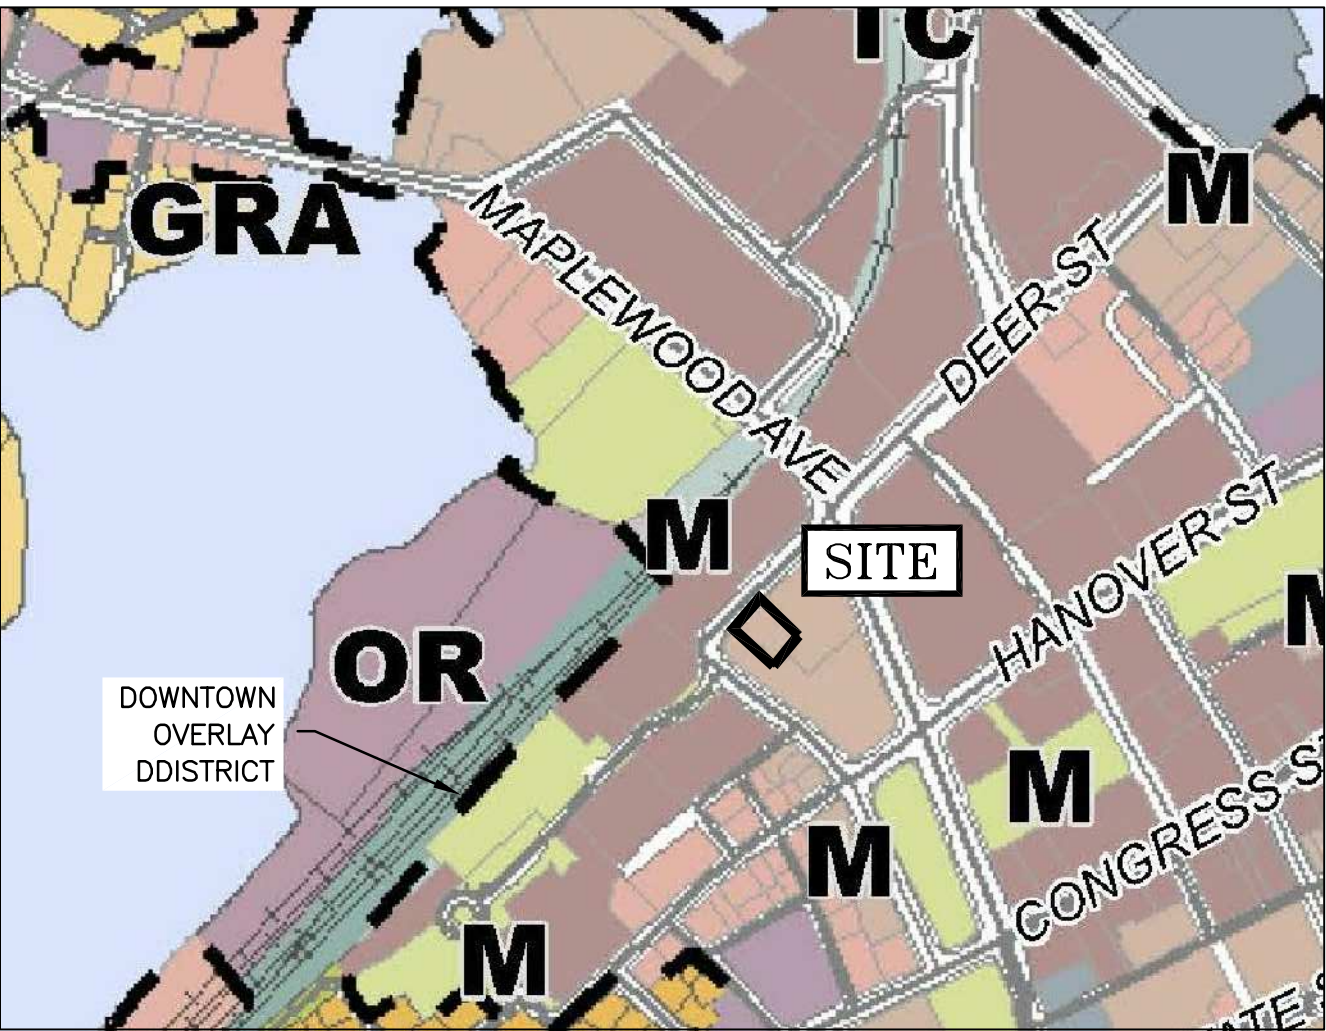 TC
M
GRA
MAPLEWOOD AVE
DEER ST
M
SITE
HANOVER ST
M
OR
DOWNTOWN
OVERLAY
DDISTRICT
M
CONGRESS ST
M
M